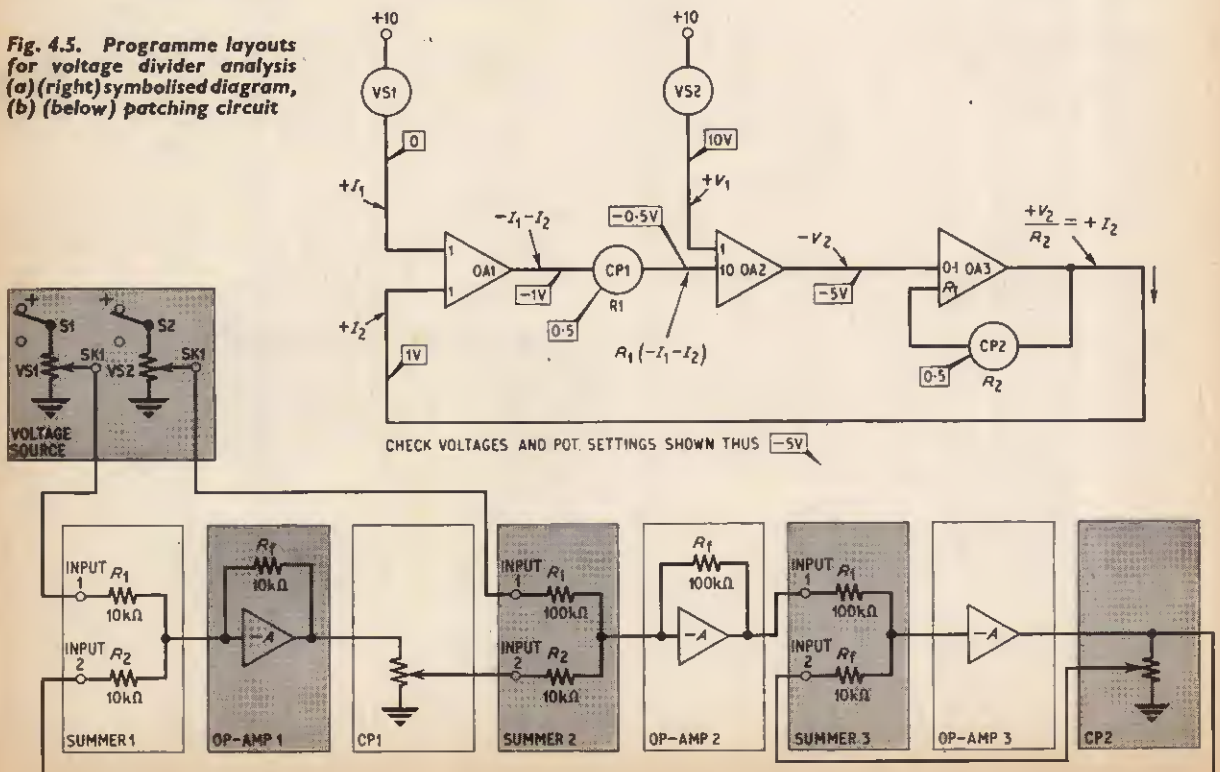 Fig. 4.5. Programme layouts
for voltage divider analysis
(a) (right) symbolised diagram,
(b) (below) patching circuit
+10
+10
VS1
VS2
0
10V
+I1
+V1
-I1-I2
-0·5V
-V2
+V2/R2 = +I2
1
1
OA1
CP1
R1
1
10
OA2
0·1
R1
OA3
-1V
-5V
0·5
R1(-I1-I2)
CP2
R2
0·5
+I2
1V
CHECK VOLTAGES AND POT. SETTINGS SHOWN THUS -5V
+
+
S1
S2
SK1
SK1
VS1
VS2
VOLTAGE
SOURCE
INPUT
1
R1
10kΩ
INPUT
2
R2
10kΩ
SUMMER 1
Rf
10kΩ
-A
OP-AMP 1
CP1
INPUT
1
R1
100kΩ
INPUT
2
R2
10kΩ
SUMMER 2
Rf
100kΩ
-A
OP-AMP 2
INPUT
1
R1
100kΩ
INPUT
2
Rf
10kΩ
SUMMER 3
-A
OP-AMP 3
CP2